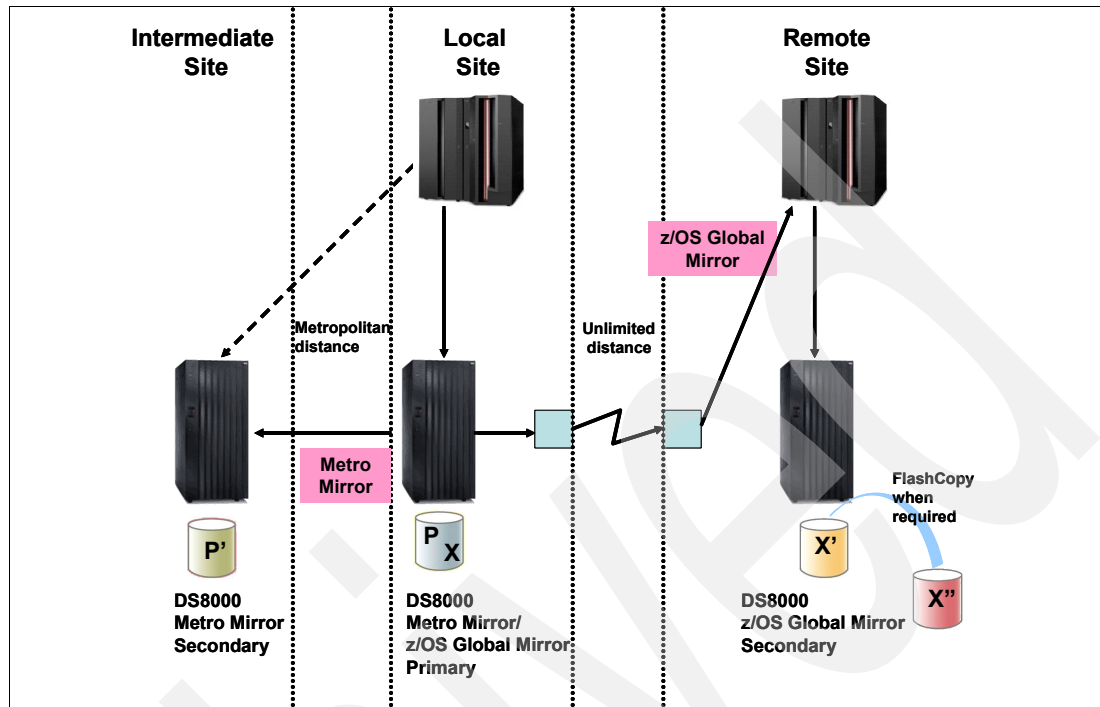 Intermediate
Site
Local
Site
Remote
Site
z/OS Global
Mirror
Metropolitan
distance
Unlimited
distance
Metro
Mirror
FlashCopy
when
required
P’
P
X
X’
X”
DS8000
Metro Mirror
Secondary
DS8000
Metro Mirror/
z/OS Global Mirror
Primary
DS8000
z/OS Global Mirror
Secondary